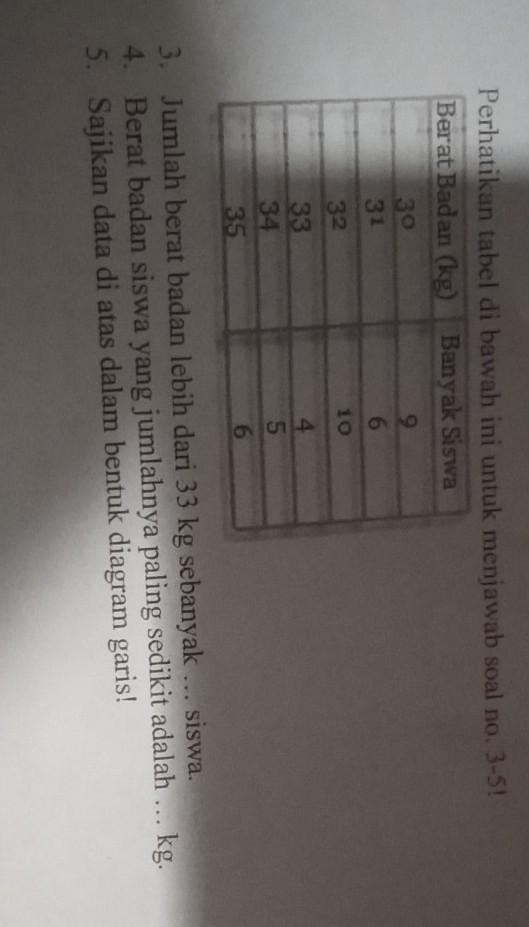 Perhatikan tabel di bawah ini untuk menjawab soal no. 3-5!
Berat Badan (kg) Banyak Siswa
30 9
31 6
32 10
33 4
34 5
35 6
3. Jumlah berat badan lebih dari 33 kg sebanyak ... siswa.
4. Berat badan siswa yang jumlahnya paling sedikit adalah ... kg.
5. Sajikan data di atas dalam bentuk diagram garis!